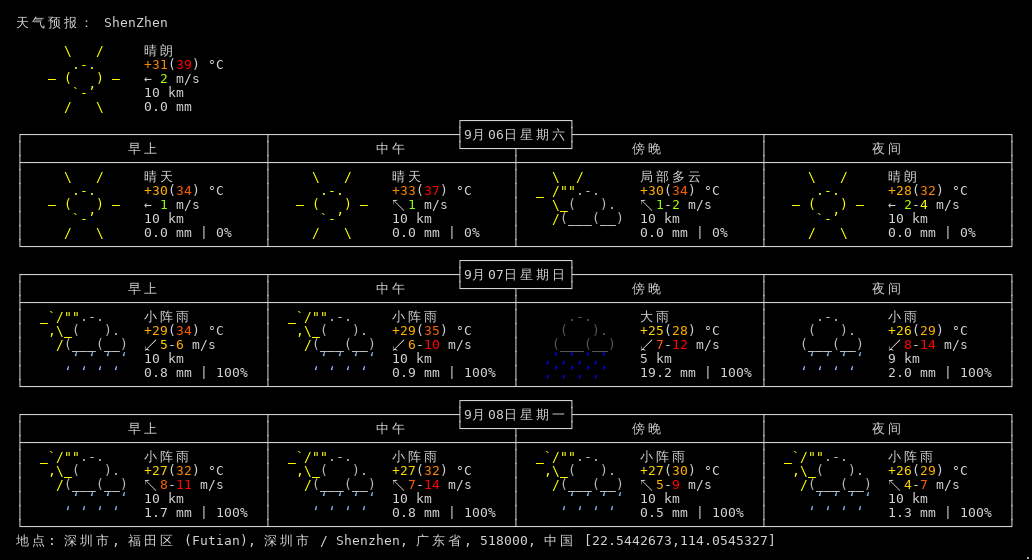 天气预报： ShenZhen
晴朗
+31(39) °C
← 2 m/s
10 km
0.0 mm
9月06日星期六
早上 中午 傍晚 夜间
晴天 晴天 局部多云 晴朗
+30(34) °C +33(37) °C +30(34) °C +28(32) °C
← 1 m/s ↖ 1 m/s ↖ 1-2 m/s ← 2-4 m/s
10 km 10 km 10 km 10 km
0.0 mm | 0% 0.0 mm | 0% 0.0 mm | 0% 0.0 mm | 0%
9月07日星期日
早上 中午 傍晚 夜间
小阵雨 小阵雨 大雨 小雨
+29(34) °C +29(35) °C +25(28) °C +26(29) °C
↙ 5-6 m/s ↙ 6-10 m/s ↙ 7-12 m/s ↙ 8-14 m/s
10 km 10 km 5 km 9 km
0.8 mm | 100% 0.9 mm | 100% 19.2 mm | 100% 2.0 mm | 100%
9月08日星期一
早上 中午 傍晚 夜间
小阵雨 小阵雨 小阵雨 小阵雨
+27(32) °C +27(32) °C +27(30) °C +26(29) °C
↖ 8-11 m/s ↖ 7-14 m/s ↖ 5-9 m/s ↖ 4-7 m/s
10 km 10 km 10 km 10 km
1.7 mm | 100% 0.8 mm | 100% 0.5 mm | 100% 1.3 mm | 100%
地点: 深圳市, 福田区 (Futian), 深圳市 / Shenzhen, 广东省, 518000, 中国 [22.5442673,114.0545327]